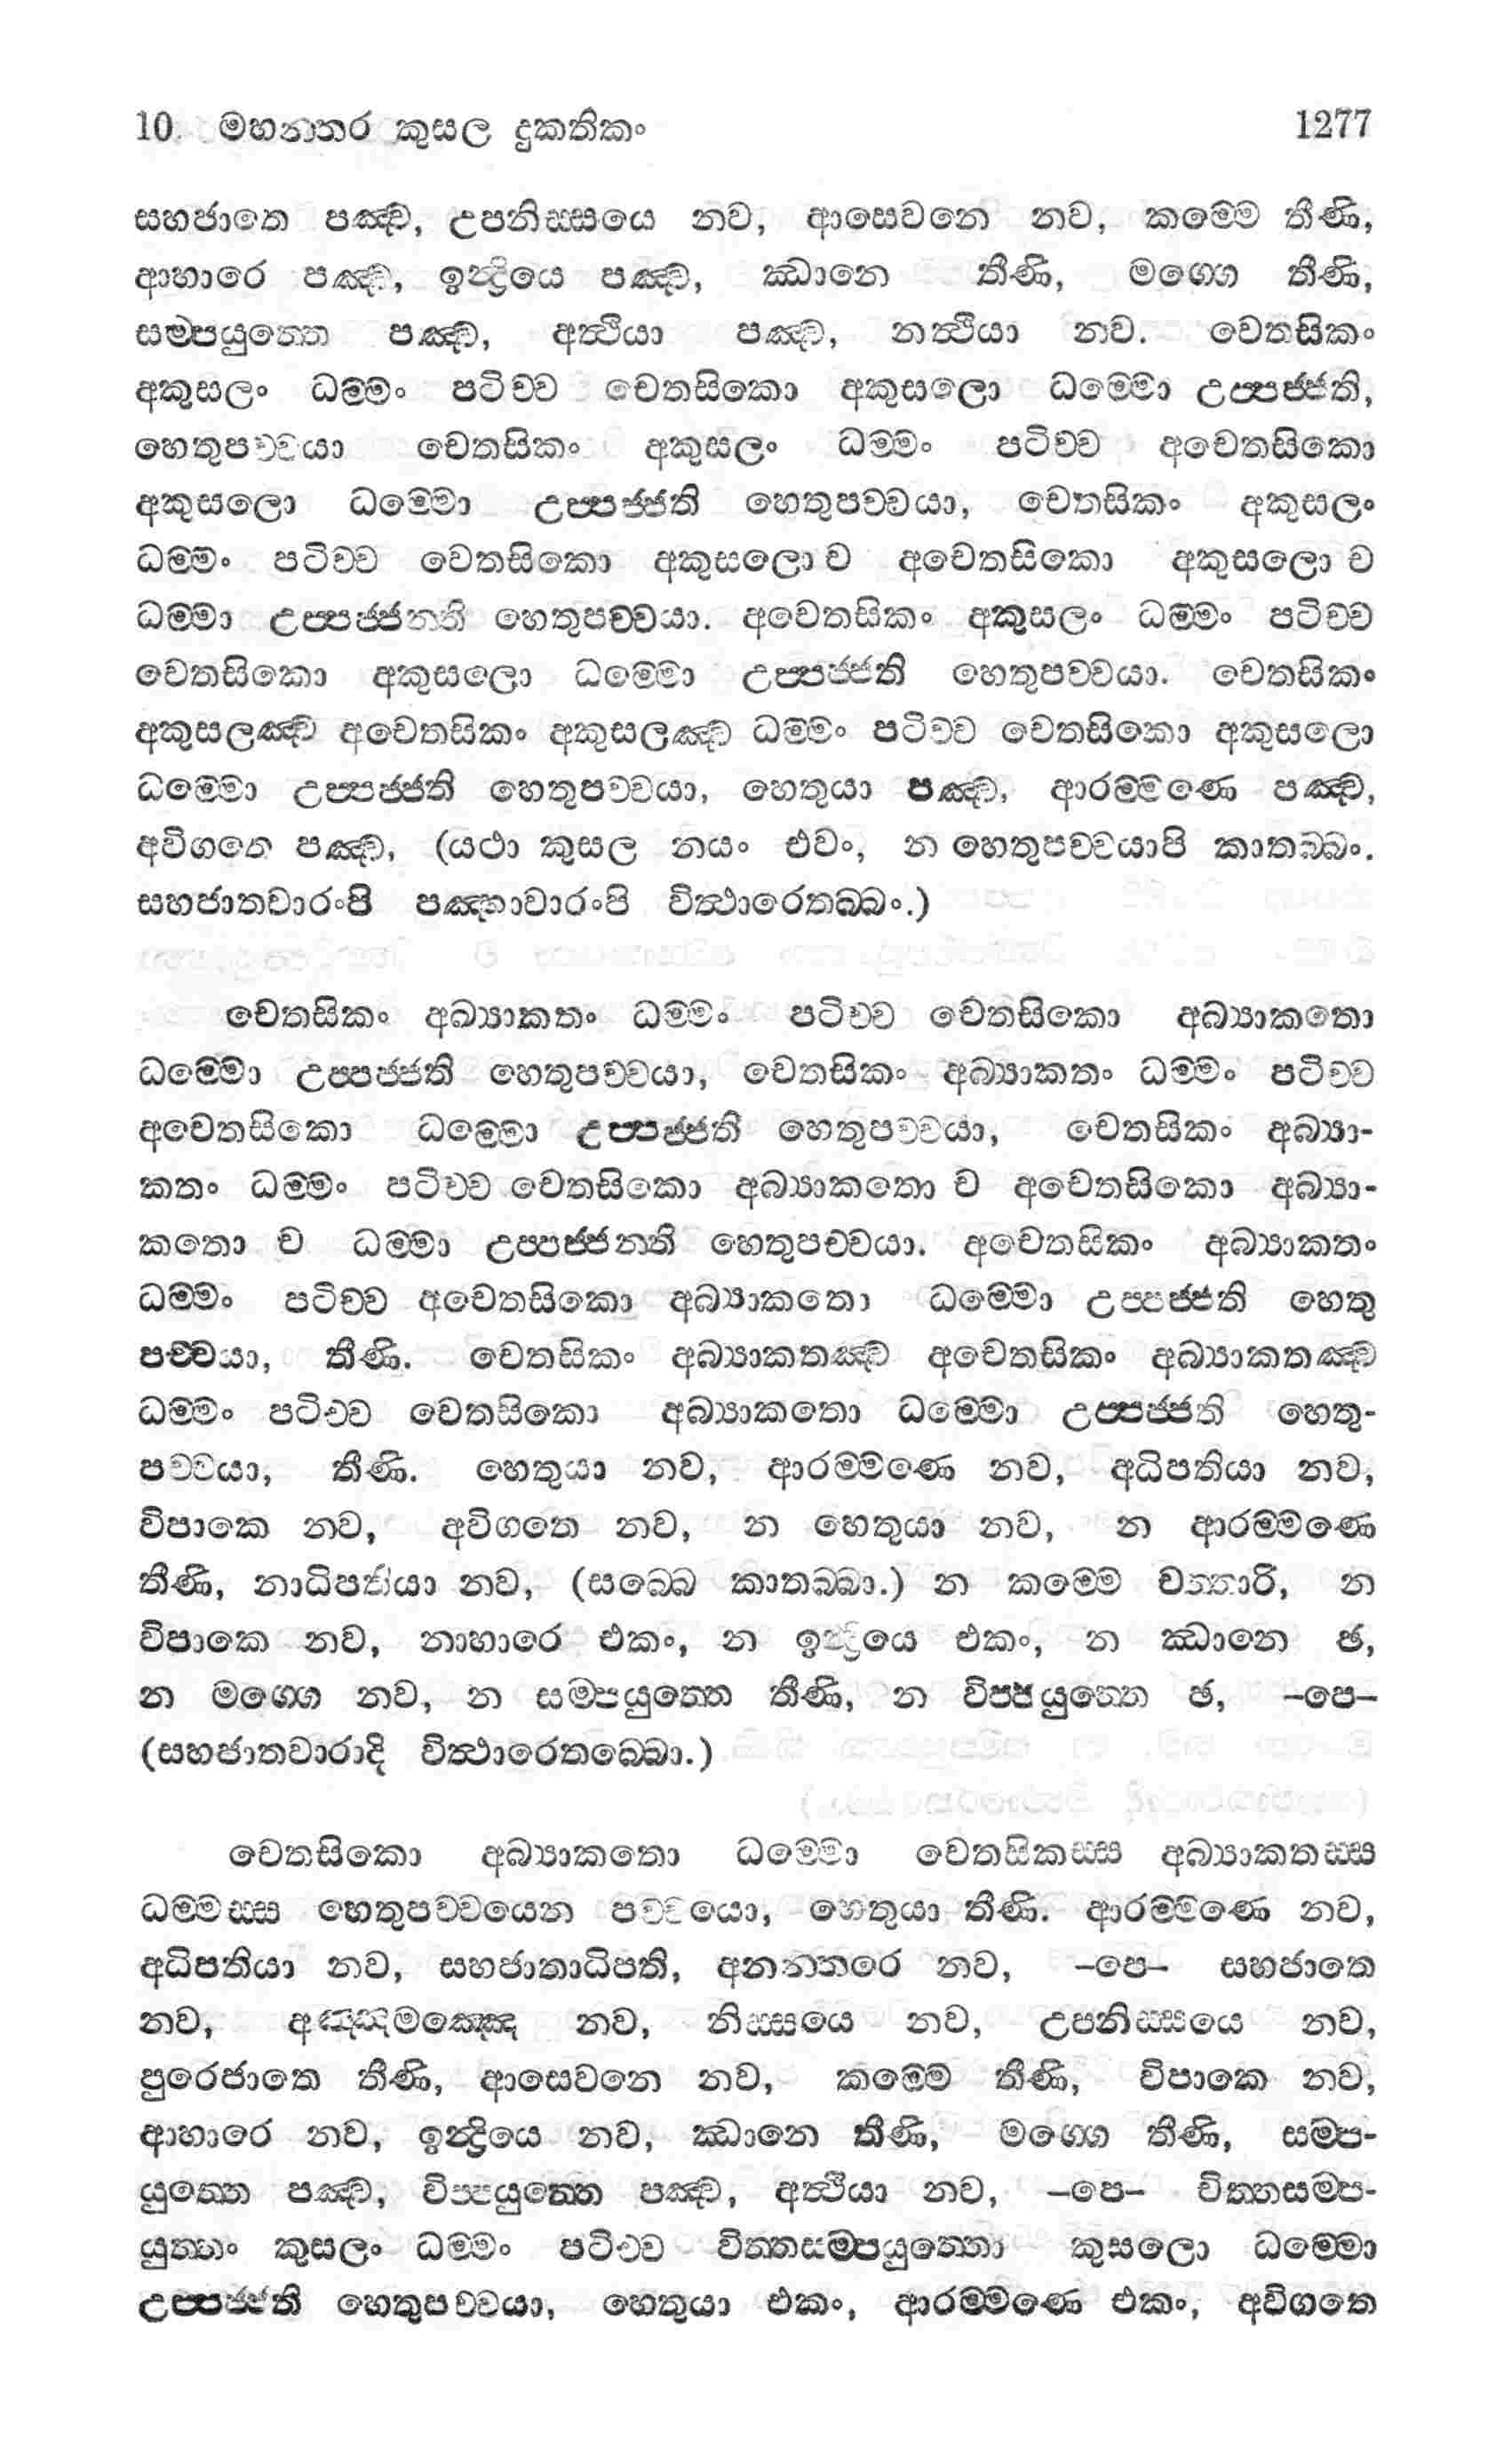 10. මහන්තර කුසල දුකතිකං 1277
සහජාතෙ පඤ්ච, උපනිස්සයෙ නව, ආසෙවනෙ නව, කම්මෙ තීණි,
ආහාරෙ පඤ්ච, ඉන්ද්‍රියෙ පඤ්ච, ඣානෙ තීණි, මග්ගෙ තීණි,
සම්පයුත්තෙ පඤ්ච, අත්ථියා පඤ්ච, නත්ථියා නව. චෙතසිකං
අකුසලං ධම්මං පටිච්ච චෙතසිකො අකුසලො ධම්මො උප්පජ්ජති,
හෙතුපච්චයා චෙතසිකං අකුසලං ධම්මං පටිච්ච අචෙතසිකො
අකුසලො ධම්මො උප්පජ්ජති හෙතුපච්චයා, චෙතසිකං අකුසලං
ධම්මං පටිච්ච චෙතසිකො අකුසලො ච අචෙතසිකො අකුසලො ච
ධම්මා උප්පජ්ජන්ති හෙතුපච්චයා. අචෙතසිකං අකුසලං ධම්මං පටිච්ච
චෙතසිකො අකුසලො ධම්මො උප්පජ්ජති හෙතුපච්චයා. චෙතසිකං
අකුසලඤ්ච අචෙතසිකං අකුසලඤ්ච ධම්මං පටිච්ච චෙතසිකො අකුසලො
ධම්මො උප්පජ්ජති හෙතුපච්චයා, හෙතුයා පඤ්ච, ආරම්මණෙ පඤ්ච,
අවිගතෙ පඤ්ච, (යථා කුසල නයං එවං, න හෙතුපච්චයාපි කාතබ්බං.
සහජාතවාරංපි පඤ්හාවාරංපි විත්ථාරෙතබ්බං.)
චෙතසිකං අඛ්‍යාකතං ධම්මං පටිච්ච චෙතසිකො අබ්‍යාකතො
ධම්මො උප්පජ්ජති හෙතුපච්චයා, චෙතසිකං අබ්‍යාකතං ධම්මං පටිච්ච
අචෙතසිකො ධම්මො උප්පජ්ජති හෙතුපච්චයා, චෙතසිකං අබ්‍යා-
කතං ධම්මං පටිච්ච චෙතසිකො අබ්‍යාකතො ච අචෙතසිකො අබ්‍යා-
කතො ච ධම්මා උප්පජ්ජන්ති හෙතුපච්චයා. අචෙතසිකං අබ්‍යාකතං
ධම්මං පටිච්ච අචෙතසිකො අබ්‍යාකතො ධම්මො උප්පජ්ජති හෙතු
පච්චයා, තීණි. චෙතසිකං අබ්‍යාකතඤ්ච අචෙතසිකං අබ්‍යාකතඤ්ච
ධම්මං පටිච්ච චෙතසිකො අබ්‍යාකතො ධම්මො උප්පජ්ජති හෙතු-
පච්චයා, තීණි. හෙතුයා නව, ආරම්මණෙ නව, අධිපතියා නව,
විපාකෙ නව, අවිගතෙ නව, න හෙතුයා නව, න ආරම්මණෙ
තීණි, නාධිපතියා නව, (සබ්බෙ කාතබ්බා.) න කම්මෙ චත්තාරි, න
විපාකෙ නව, නාහාරෙ එකං, න ඉන්ද්‍රියෙ එකං, න ඣානෙ ඡ,
න මග්ගෙ නව, න සම්පයුත්තෙ තීණි, න විප්පයුත්තෙ ඡ, –පෙ–
(සහජාතවාරාදි විත්ථාරෙතබ්බො.)
චෙතසිකො අබ්‍යාකතො ධම්මො චෙතසිකස්ස අබ්‍යාකතස්ස
ධම්මස්ස හෙතුපච්චයෙන පච්චයො, හෙතුයා තීණි. ආරම්මණෙ නව,
අධිපතියා නව, සහජාතාධිපති, අනන්තරෙ නව, –පෙ– සහජාතෙ
නව, අඤ්ඤමඤ්ඤෙ නව, නිස්සයෙ නව, උපනිස්සයෙ නව,
පුරෙජාතෙ තීණි, ආසෙවනෙ නව, කම්මෙ තීණි, විපාකෙ නව,
ආහාරෙ නව, ඉන්ද්‍රියෙ නව, ඣානෙ තීණි, මග්ගෙ තීණි, සම්ප-
යුත්තෙ පඤ්ච, විප්පයුත්තෙ පඤ්ච, අත්ථියා නව, –පෙ– චිත්තසම්ප-
යුත්තං කුසලං ධම්මං පටිච්ච චිත්තසම්පයුත්තො කුසලො ධම්මො
උප්පජ්ජති හෙතුපච්චයා, හෙතුයා එකං, ආරම්මණෙ එකං, අවිගතෙ